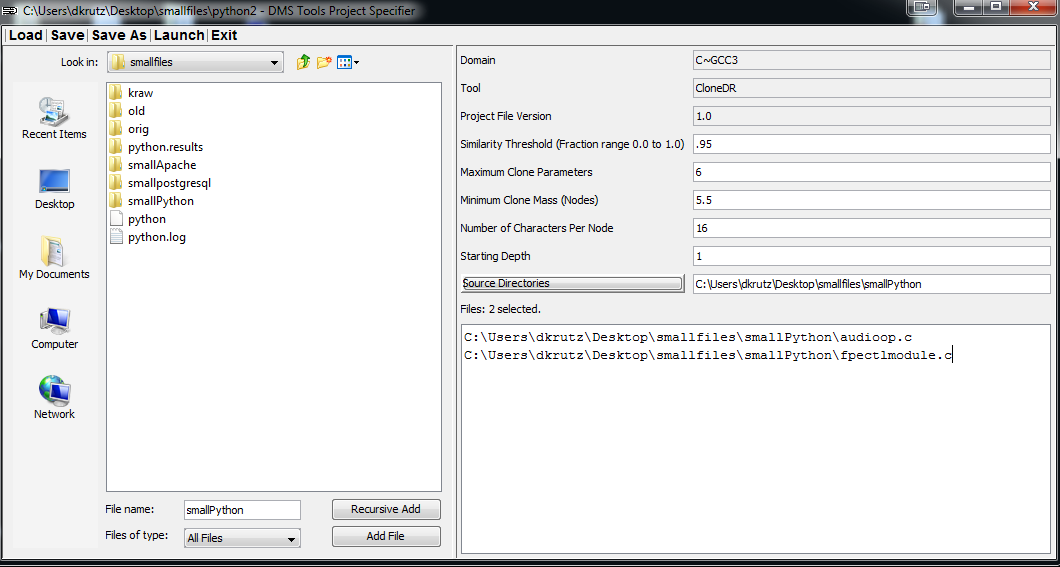 C:\Users\dkrutz\Desktop\smallfiles\python2 - DMS Tools Project Specifier
Load Save Save As Launch Exit
Look in: smallfiles
Recent Items
Desktop
My Documents
Computer
Network
kraw
old
orig
python.results
smallApache
smallpostgresql
smallPython
python
python.log
File name: smallPython Recursive Add
Files of type: All Files Add File
Domain C~GCC3
Tool CloneDR
Project File Version 1.0
Similarity Threshold (Fraction range 0.0 to 1.0) .95
Maximum Clone Parameters 6
Minimum Clone Mass (Nodes) 5.5
Number of Characters Per Node 16
Starting Depth 1
Source Directories C:\Users\dkrutz\Desktop\smallfiles\smallPython
Files: 2 selected.
C:\Users\dkrutz\Desktop\smallfiles\smallPython\audioop.c
C:\Users\dkrutz\Desktop\smallfiles\smallPython\fpectlmodule.c